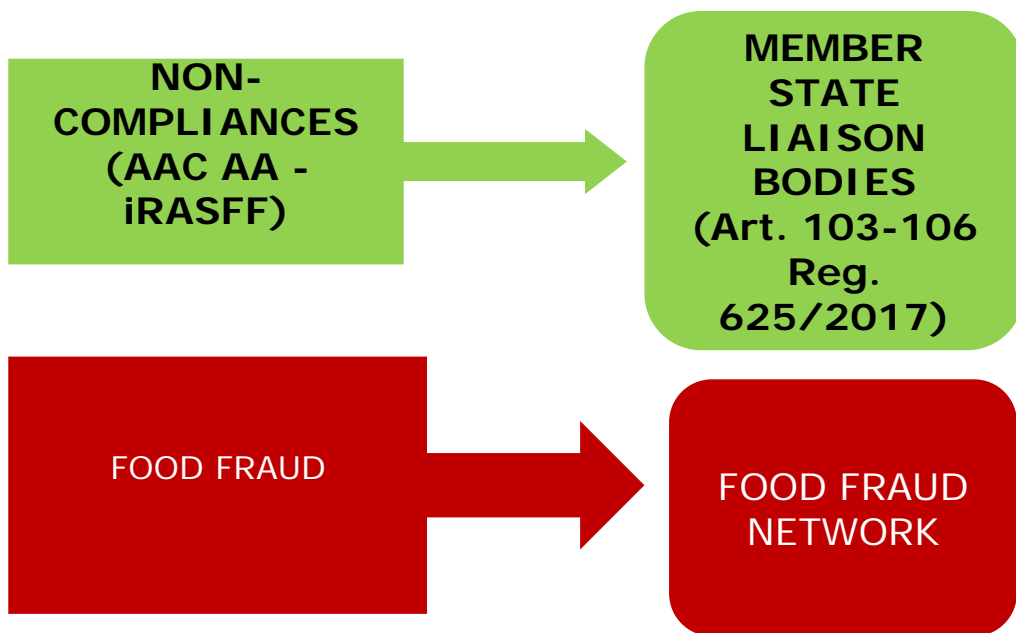 NON-
COMPLIANCES
(AAC AA -
iRASFF)
MEMBER
STATE
LIAISON
BODIES
(Art. 103-106
Reg.
625/2017)
FOOD FRAUD
FOOD FRAUD
NETWORK